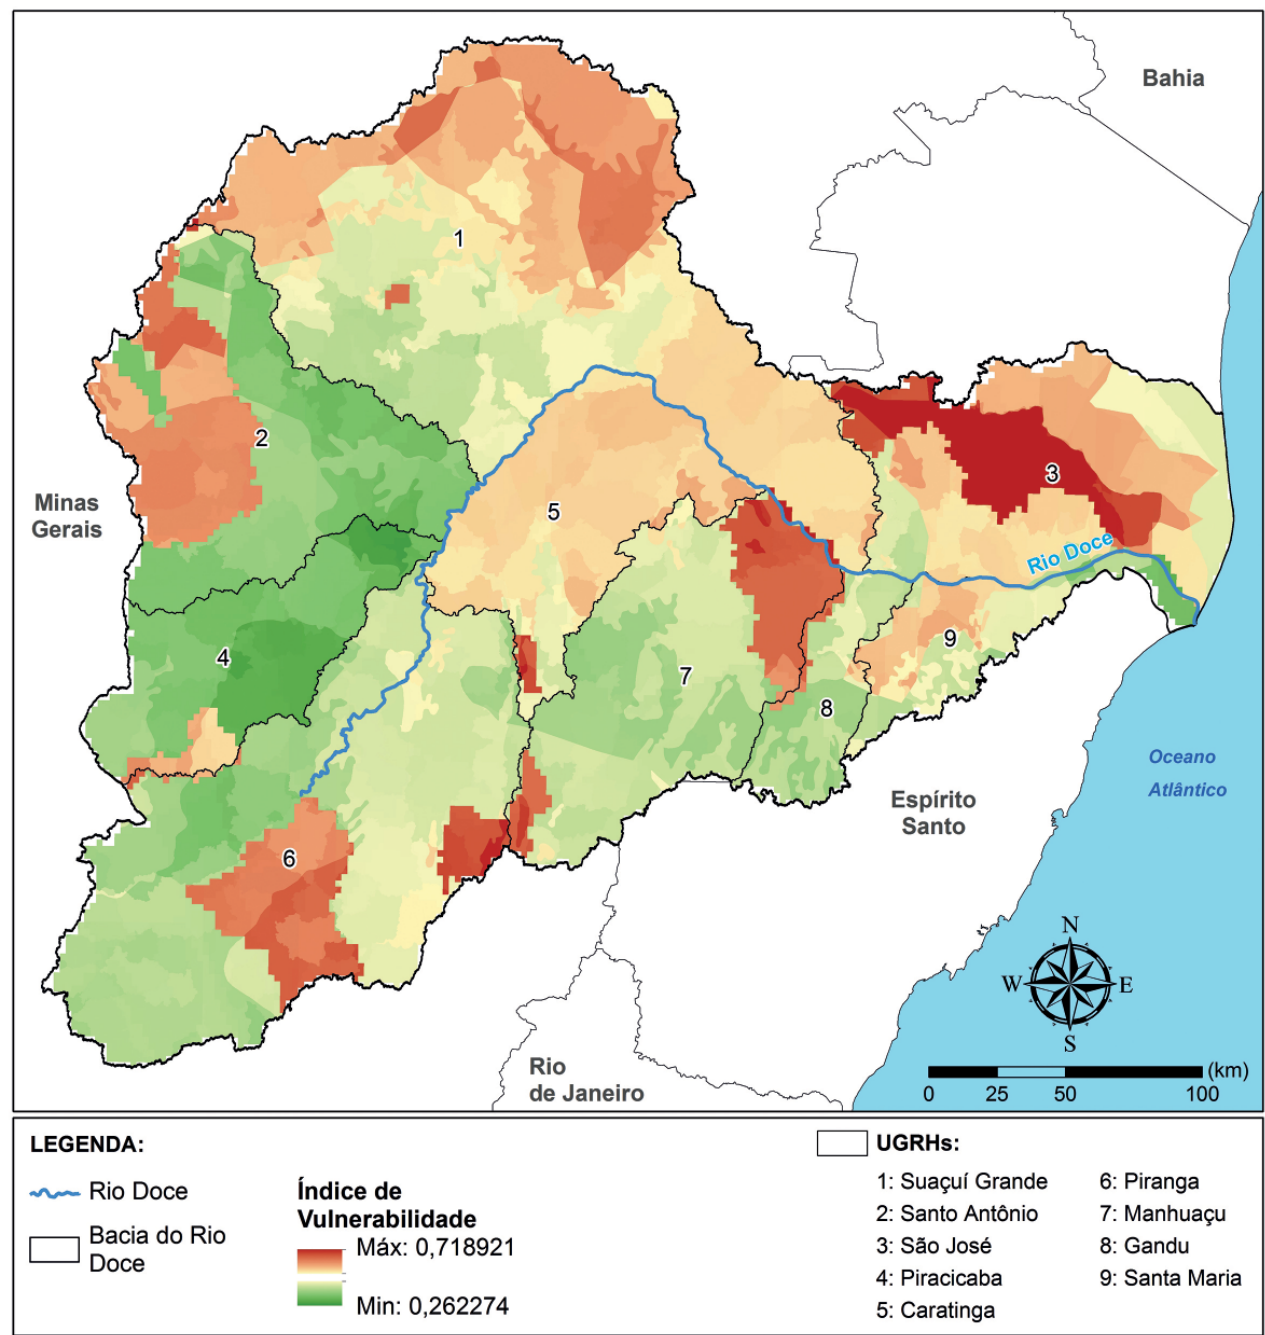 Bahia
1
2
3
Minas
Gerais
5
Rio Doce
9
4
7
8
Oceano
Atlântico
Espírito
Santo
6
N
W
E
S
Rio
de Janeiro
(km)
0 25 50 100
LEGENDA:
Rio Doce
Bacia do Rio
Doce
Índice de
Vulnerabilidade
Máx: 0,718921
Min: 0,262274
UGRHs:
1: Suaçuí Grande
2: Santo Antônio
3: São José
4: Piracicaba
5: Caratinga
6: Piranga
7: Manhuaçu
8: Gandu
9: Santa Maria